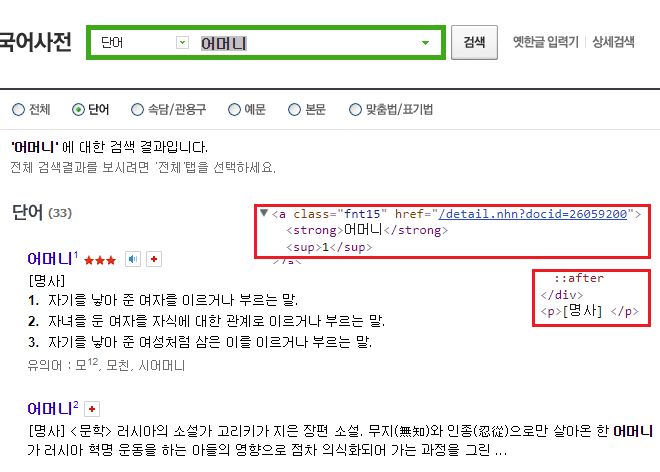 국어사전 단어 어머니 검색 옛한글 입력기 | 상세검색
전체 단어 속담/관용구 예문 본문 맞춤법/표기법
'어머니' 에 대한 검색 결과입니다.
전체 검색결과를 보시려면 '전체'탭을 선택하세요.
단어 (33)
<a class="fnt15" href="/detail.nhn?docid=26059200">
<strong>어머니</strong>
<sup>1</sup>
</a>
어머니1 ★★★
[명사]
1. 자기를 낳아 준 여자를 이르거나 부르는 말.
2. 자녀를 둔 여자를 자식에 대한 관계로 이르거나 부르는 말.
3. 자기를 낳아 준 여성처럼 삼은 이를 이르거나 부르는 말.
유의어 : 모12, 모친, 시어머니
::after
</div>
<p>[명사] </p>
어머니2
[명사] <문학> 러시아의 소설가 고리키가 지은 장편 소설. 무지(無知)와 인종(忍從)으로만 살아온 한 어머니
가 러시아 혁명 운동을 하는 아들의 영향으로 점차 의식화되어 가는 과정을 그린 ...